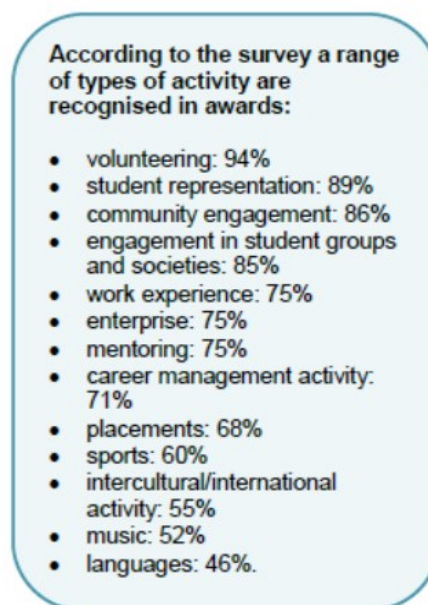 According to the survey a range
of types of activity are
recognised in awards:
• volunteering: 94%
• student representation: 89%
• community engagement: 86%
• engagement in student groups
and societies: 85%
• work experience: 75%
• enterprise: 75%
• mentoring: 75%
• career management activity:
71%
• placements: 68%
• sports: 60%
• intercultural/international
activity: 55%
• music: 52%
• languages: 46%.